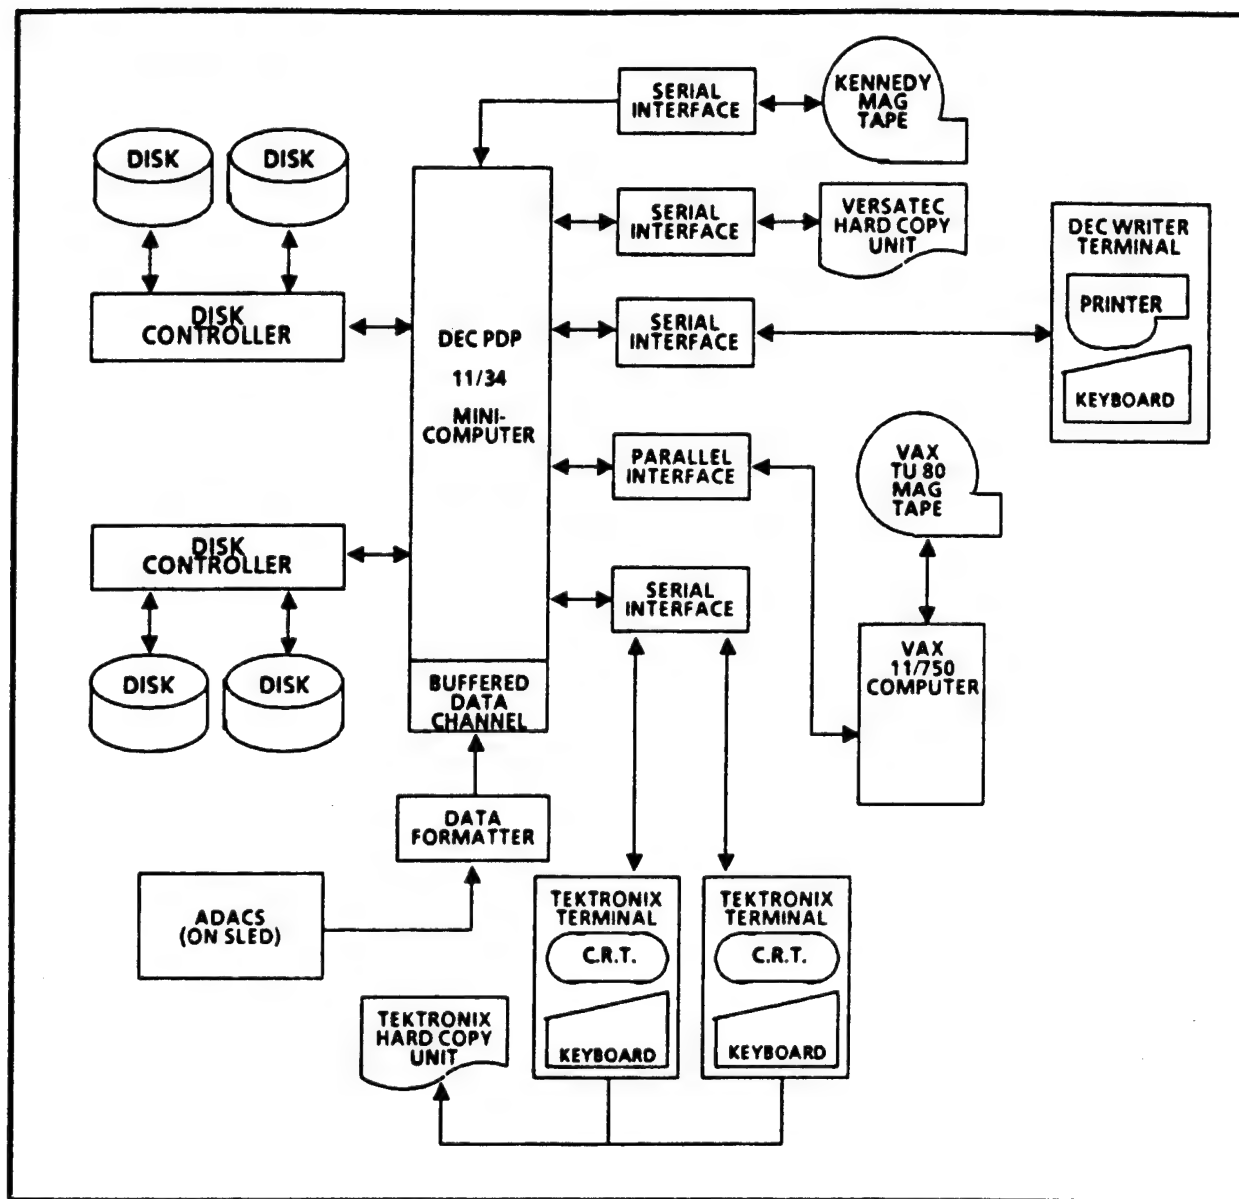 SERIAL
INTERFACE
KENNEDY
MAG
TAPE
DISK
DISK
SERIAL
INTERFACE
VERSATEC
HARD COPY
UNIT
DEC WRITER
TERMINAL
PRINTER
KEYBOARD
DISK
CONTROLLER
DEC PDP
11/34
MINI-
COMPUTER
SERIAL
INTERFACE
PARALLEL
INTERFACE
VAX
TU 80
MAG
TAPE
DISK
CONTROLLER
SERIAL
INTERFACE
VAX
11/750
COMPUTER
DISK
DISK
BUFFERED
DATA
CHANNEL
DATA
FORMATTER
ADACS
(ON SLED)
TEKTRONIX
TERMINAL
C.R.T.
KEYBOARD
TEKTRONIX
TERMINAL
C.R.T.
KEYBOARD
TEKTRONIX
HARD COPY
UNIT